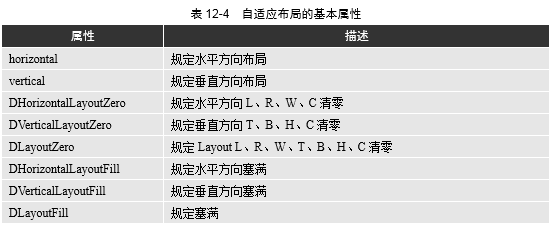 表 12-4 自适应布局的基本属性
属性 描述
horizontal 规定水平方向布局
vertical 规定垂直方向布局
DHorizontalLayoutZero 规定水平方向 L、R、W、C 清零
DVerticalLayoutZero 规定垂直方向 T、B、H、C 清零
DLayoutZero 规定 Layout L、R、W、T、B、H、C 清零
DHorizontalLayoutFill 规定水平方向塞满
DVerticalLayoutFill 规定垂直方向塞满
DLayoutFill 规定塞满